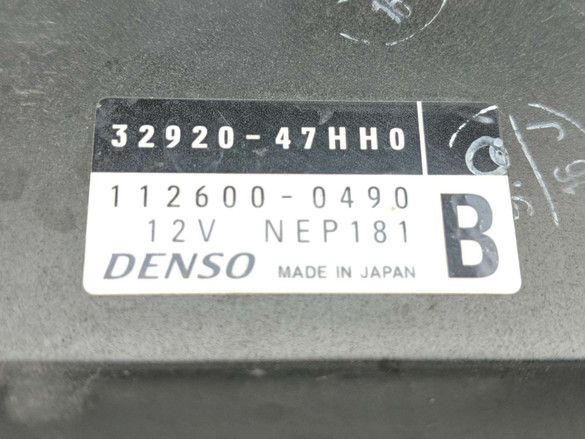 32920-47HH0
112600-0490
12V NEP181
B
DENSO MADE IN JAPAN